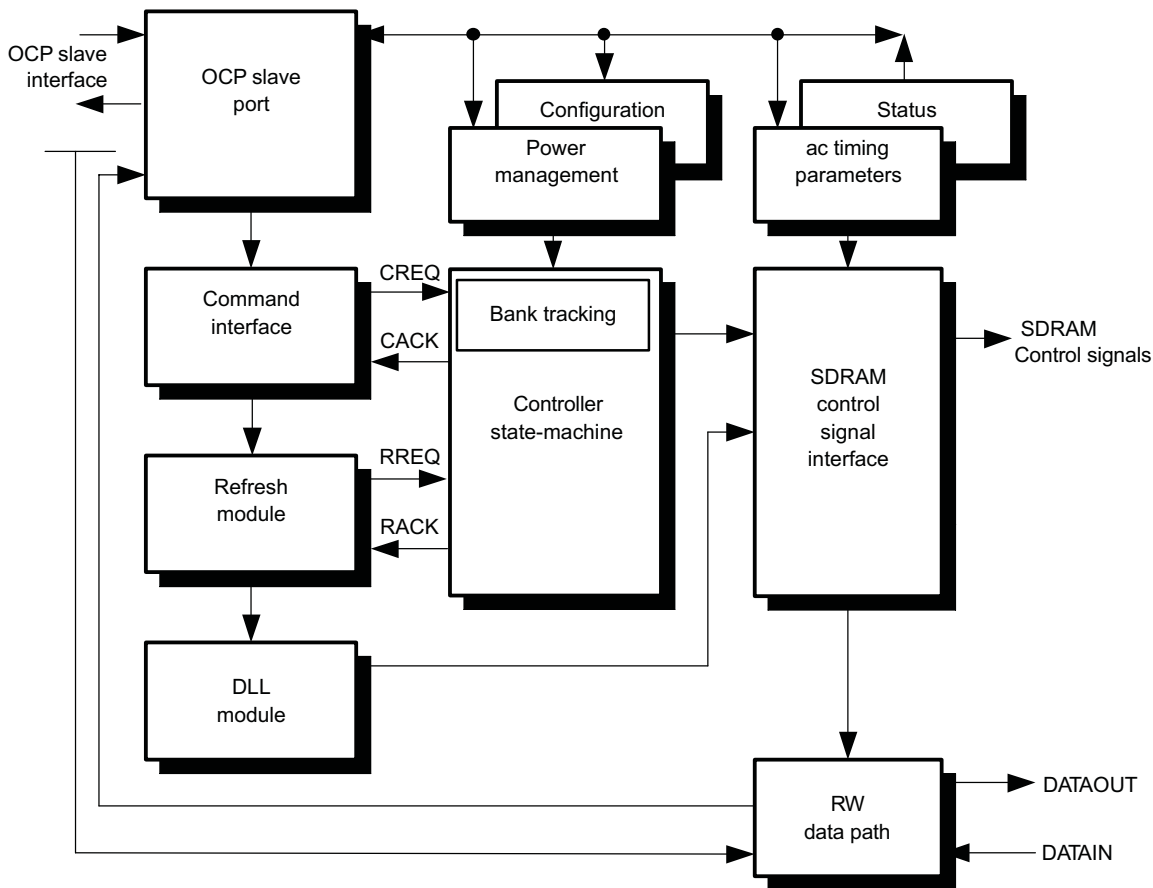 OCP slave
interface
OCP slave
port
Configuration
Status
Power
management
ac timing
parameters
Command
interface
CREQ
CACK
Bank tracking
Controller
state-machine
SDRAM
control
signal
interface
SDRAM
Control signals
Refresh
module
RREQ
RACK
DLL
module
RW
data path
DATAOUT
DATAIN